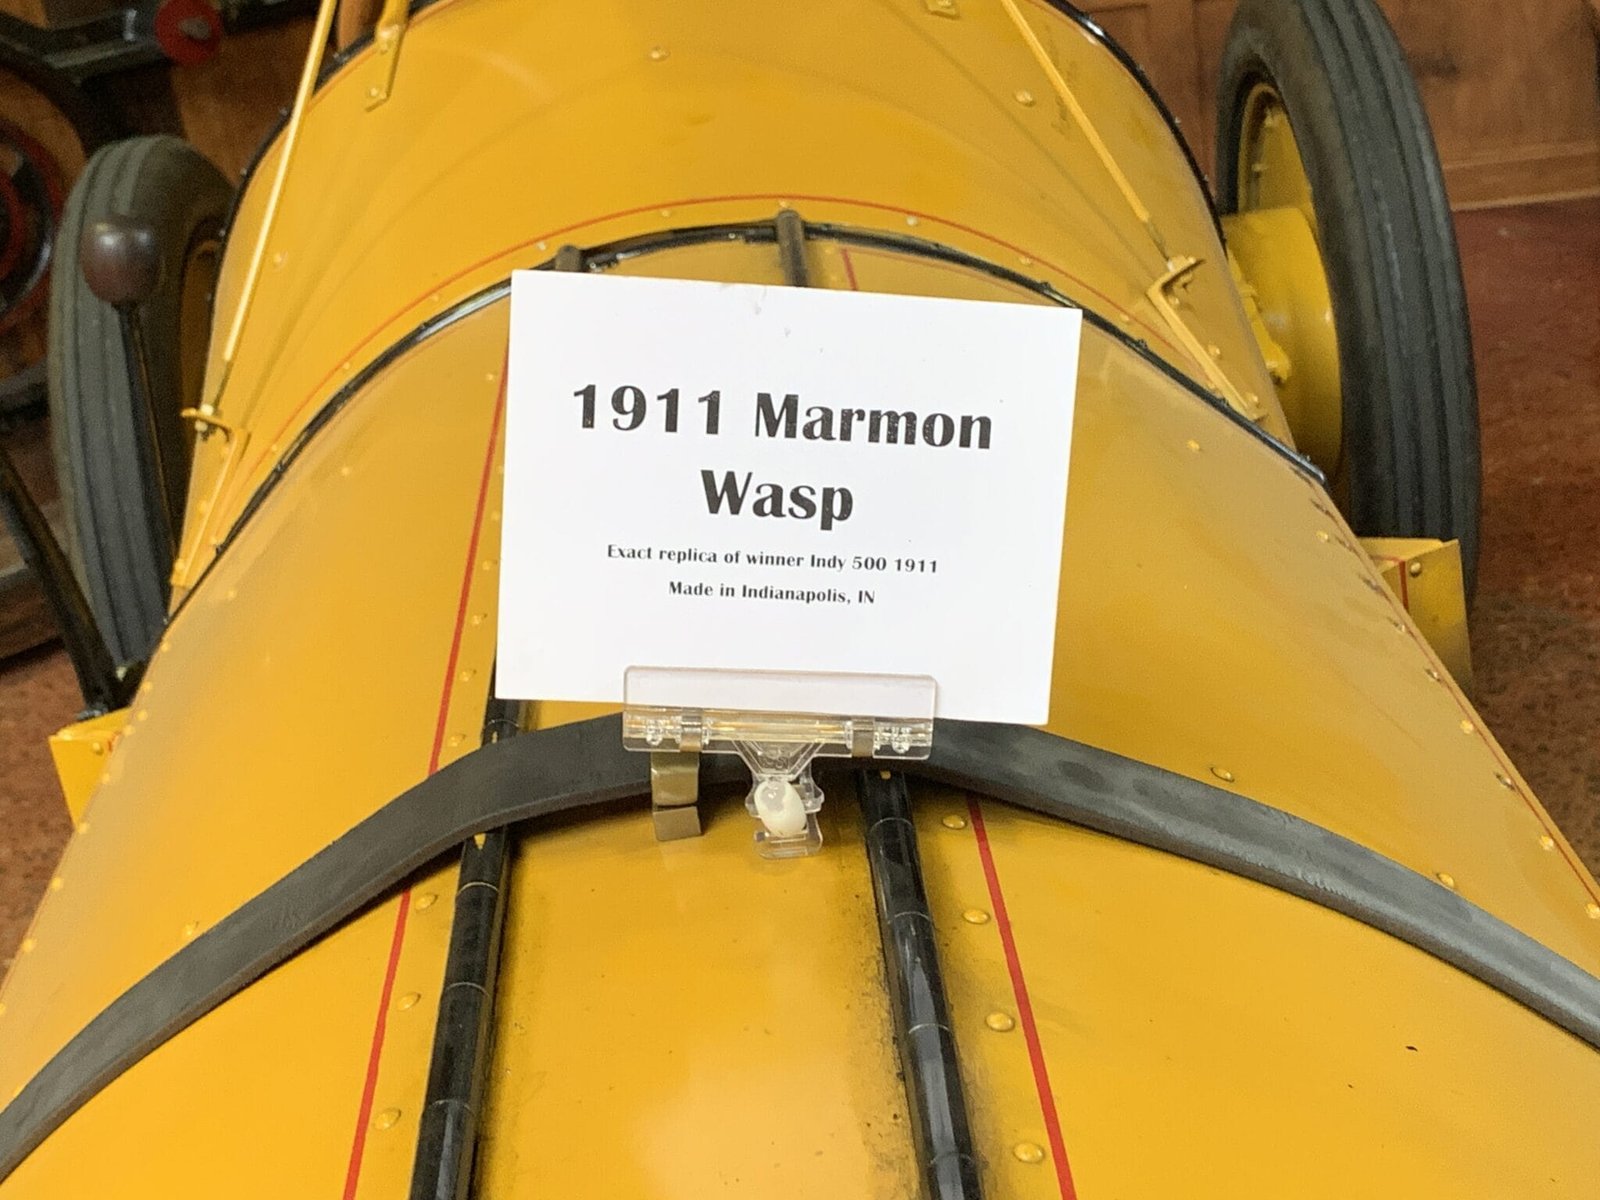 1911 Marmon
Wasp
Exact replica of winner Indy 500 1911
Made in Indianapolis, IN